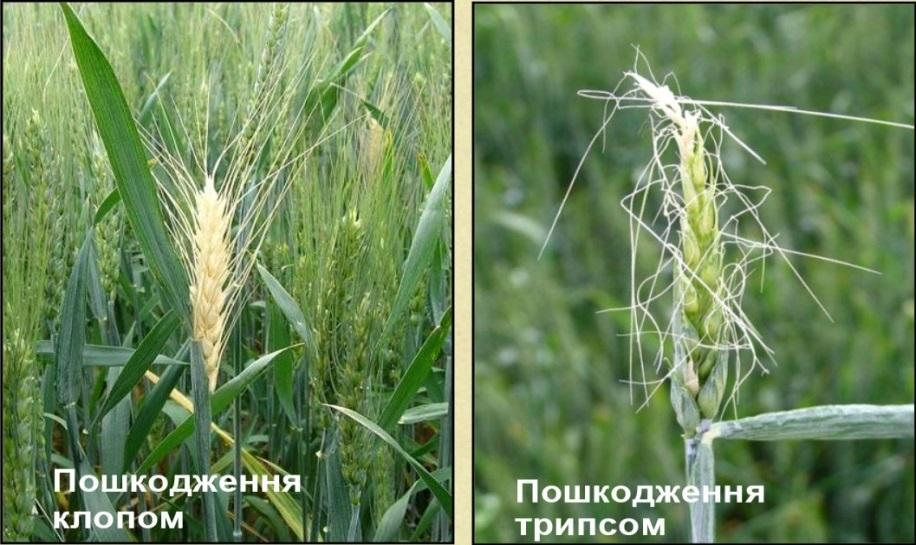 Пошкодження
клопом
Пошкодження
трипсом